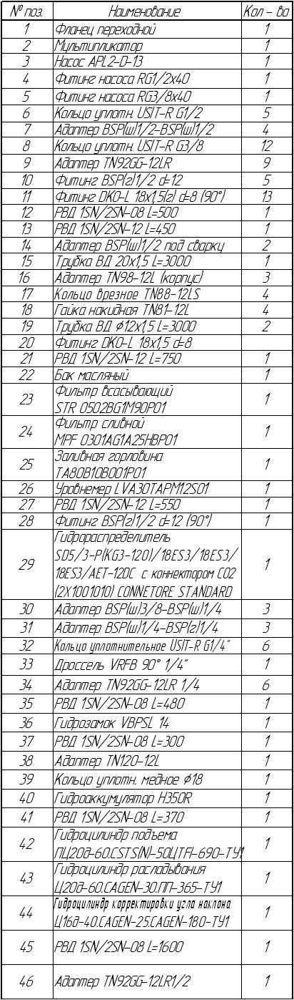 № поз. Наименование Кол - во
1 Фланец переходной 1
2 Мультипликатор 1
3 Насос APL2-D-13 1
4 Фитинг насоса RG1/2x40 1
5 Фитинг насоса RG3/8x40 1
6 Кольцо уплотн. USIT-R G1/2 5
7 Адаптер BSP(ш)1/2-BSP(ш)1/2 4
8 Кольцо уплотн. USIT-R G3/8 12
9 Адаптер TN92GG-12LR 9
10 Фитинг BSP(г)1/2 d=12 5
11 Фитинг DKO-L 18x1,5(г) d=8 (90°) 13
12 РВД 1SN/2SN-08 L=500 1
13 РВД 1SN/2SN-12 L=450 1
14 Адаптер BSP(ш)1/2 под сварку 2
15 Трубка ВД 20x1,5 L=3000 1
16 Адаптер TN98-12L (корпус) 3
17 Кольцо врезное TN88-12LS 4
18 Гайка накидная TN81-12L 4
19 Трубка ВД ϕ12x1,5 L=3000 2
20 Фитинг DKO-L 18x1,5 d=8
21 РВД 1SN/2SN-12 L=750 1
22 Бак масляный 1
23 Фильтр всасывающий
STR 0502BG1M90P01 1
24 Фильтр сливной
MPF 0301AG1A25HBP01 1
25 Заливная горловина
TA80B10B001P01 1
26 Уровнемер LVA30TAPM12S01 1
27 РВД 1SN/2SN-12 L=550 1
28 Фитинг BSP(г)1/2 d=12 (90°) 1
29 Гидрораспределитель
SD5/3-P(KG3-120)/18ES3/18ES3/
18ES3/AET-12DC с коннектором C02
(2X1001010) CONNETORE STANDARD 1
30 Адаптер BSP(ш)3/8-BSP(ш)1/4 3
31 Адаптер BSP(ш)1/4-BSP(г)1/4 3
32 Кольцо уплотнительное USIT-R G1/4" 6
33 Дроссель VRFB 90° 1/4" 1
34 Адаптер TN92GG-12LR 1/4 6
35 РВД 1SN/2SN-08 L=480 1
36 Гидрозамок VBPSL 14 1
37 РВД 1SN/2SN-08 L=300 1
38 Адаптер TN120-12L 1
39 Кольцо уплотн. медное ϕ18 1
40 Гидроаккумулятор H350R 1
41 РВД 1SN/2SN-08 L=370 1
42 Гидроцилиндр подъема
ПЦ20д-60.CSTS(N)-50ЦTFI-690-ТУ1 1
43 Гидроцилиндр расладывания
Ц20д-60.CAGEN-30.ПП-365-ТУ1 1
44 Гидроцилиндр корректировки угла наклона
Ц16д-40.CAGEN-25.CAGEN-180-ТУ1 1
45 РВД 1SN/2SN-08 L=1600 1
46 Адаптер TN92GG-12LR1/2 1